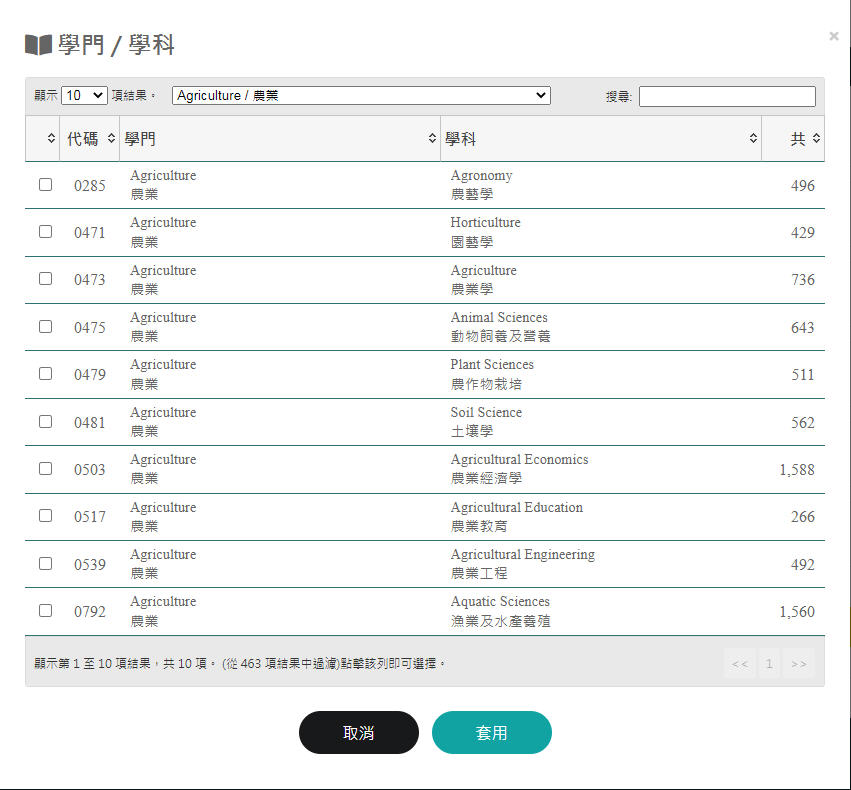 學門 / 學科
×
顯示 10 項結果。 Agriculture / 農業 搜尋:
代碼 學門 學科 共
0285 Agriculture Agronomy 496
農業 農藝學
0471 Agriculture Horticulture 429
農業 園藝學
0473 Agriculture Agriculture 736
農業 農業學
0475 Agriculture Animal Sciences 643
農業 動物飼養及營養
0479 Agriculture Plant Sciences 511
農業 農作物栽培
0481 Agriculture Soil Science 562
農業 土壤學
0503 Agriculture Agricultural Economics 1,588
農業 農業經濟學
0517 Agriculture Agricultural Education 266
農業 農業教育
0539 Agriculture Agricultural Engineering 492
農業 農業工程
0792 Agriculture Aquatic Sciences 1,560
農業 漁業及水產養殖
顯示第 1 至 10 項結果，共 10 項。 (從 463 項結果中過濾)點擊該列即可選擇。 << 1 >>
取消 套用